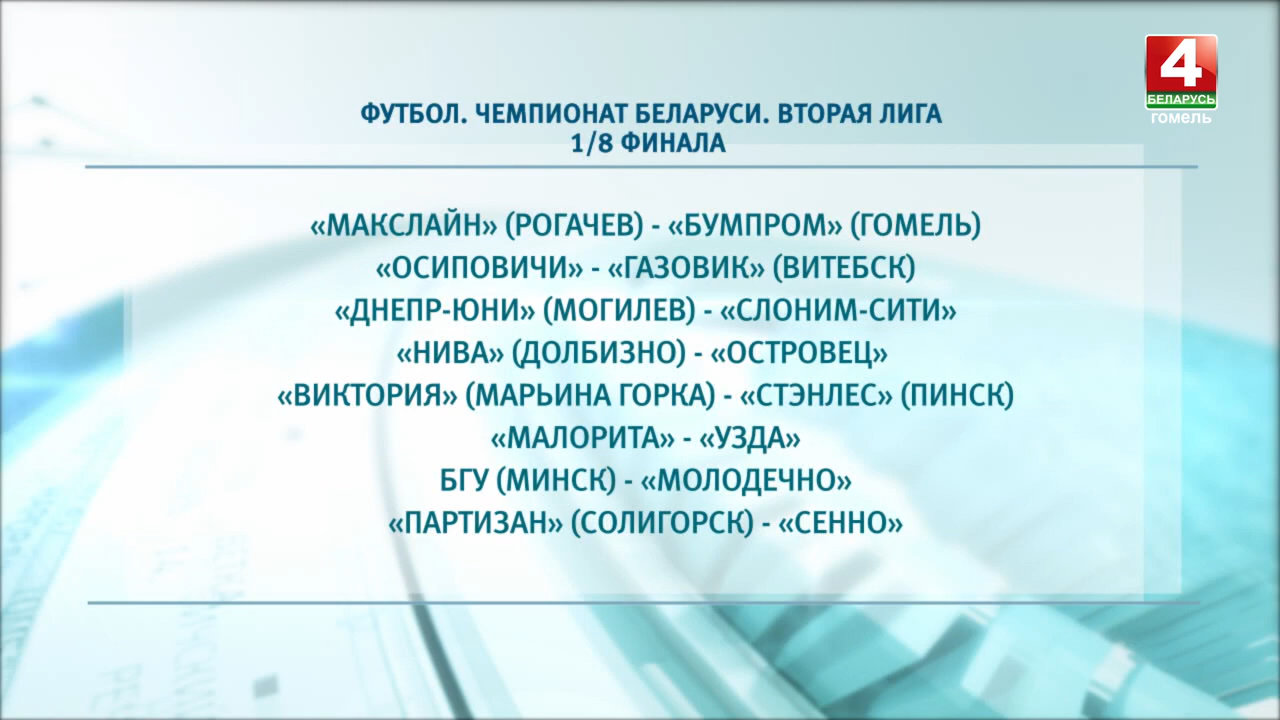 4
БЕЛАРУСЬ
гомель
ФУТБОЛ. ЧЕМПИОНАТ БЕЛАРУСИ. ВТОРАЯ ЛИГА
1/8 ФИНАЛА
«МАКСЛАЙН» (РОГАЧЕВ) - «БУМПРОМ» (ГОМЕЛЬ)
«ОСИПОВИЧИ» - «ГАЗОВИК» (ВИТЕБСК)
«ДНЕПР-ЮНИ» (МОГИЛЕВ) - «СЛОНИМ-СИТИ»
«НИВА» (ДОЛБИЗНО) - «ОСТРОВЕЦ»
«ВИКТОРИЯ» (МАРЬИНА ГОРКА) - «СТЭНЛЕС» (ПИНСК)
«МАЛОРИТА» - «УЗДА»
БГУ (МИНСК) - «МОЛОДЕЧНО»
«ПАРТИЗАН» (СОЛИГОРСК) - «СЕННО»